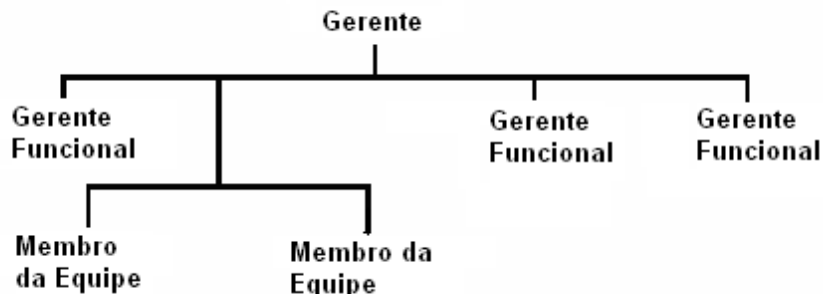 Gerente
Gerente
Funcional
Gerente
Funcional
Gerente
Funcional
Membro
da Equipe
Membro da
Equipe